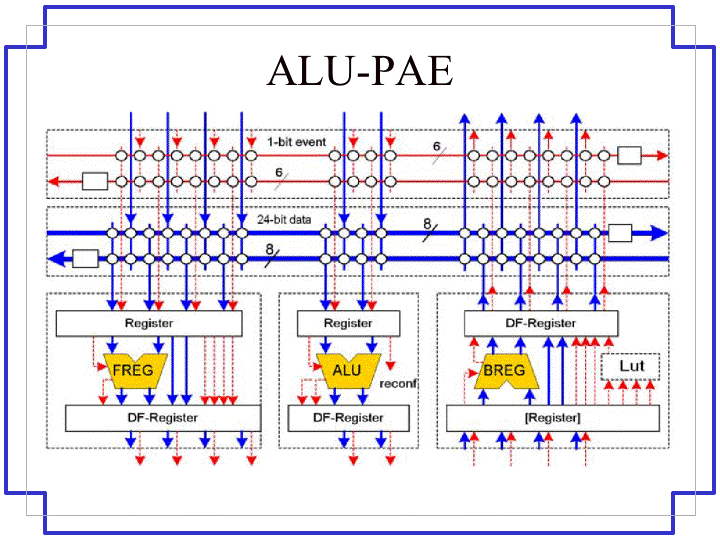 ALU-PAE
1-bit event
6
6
24-bit data
8
8
Register
Register
DF-Register
FREG
ALU
BREG
Lut
reconf
DF-Register
DF-Register
[Register]